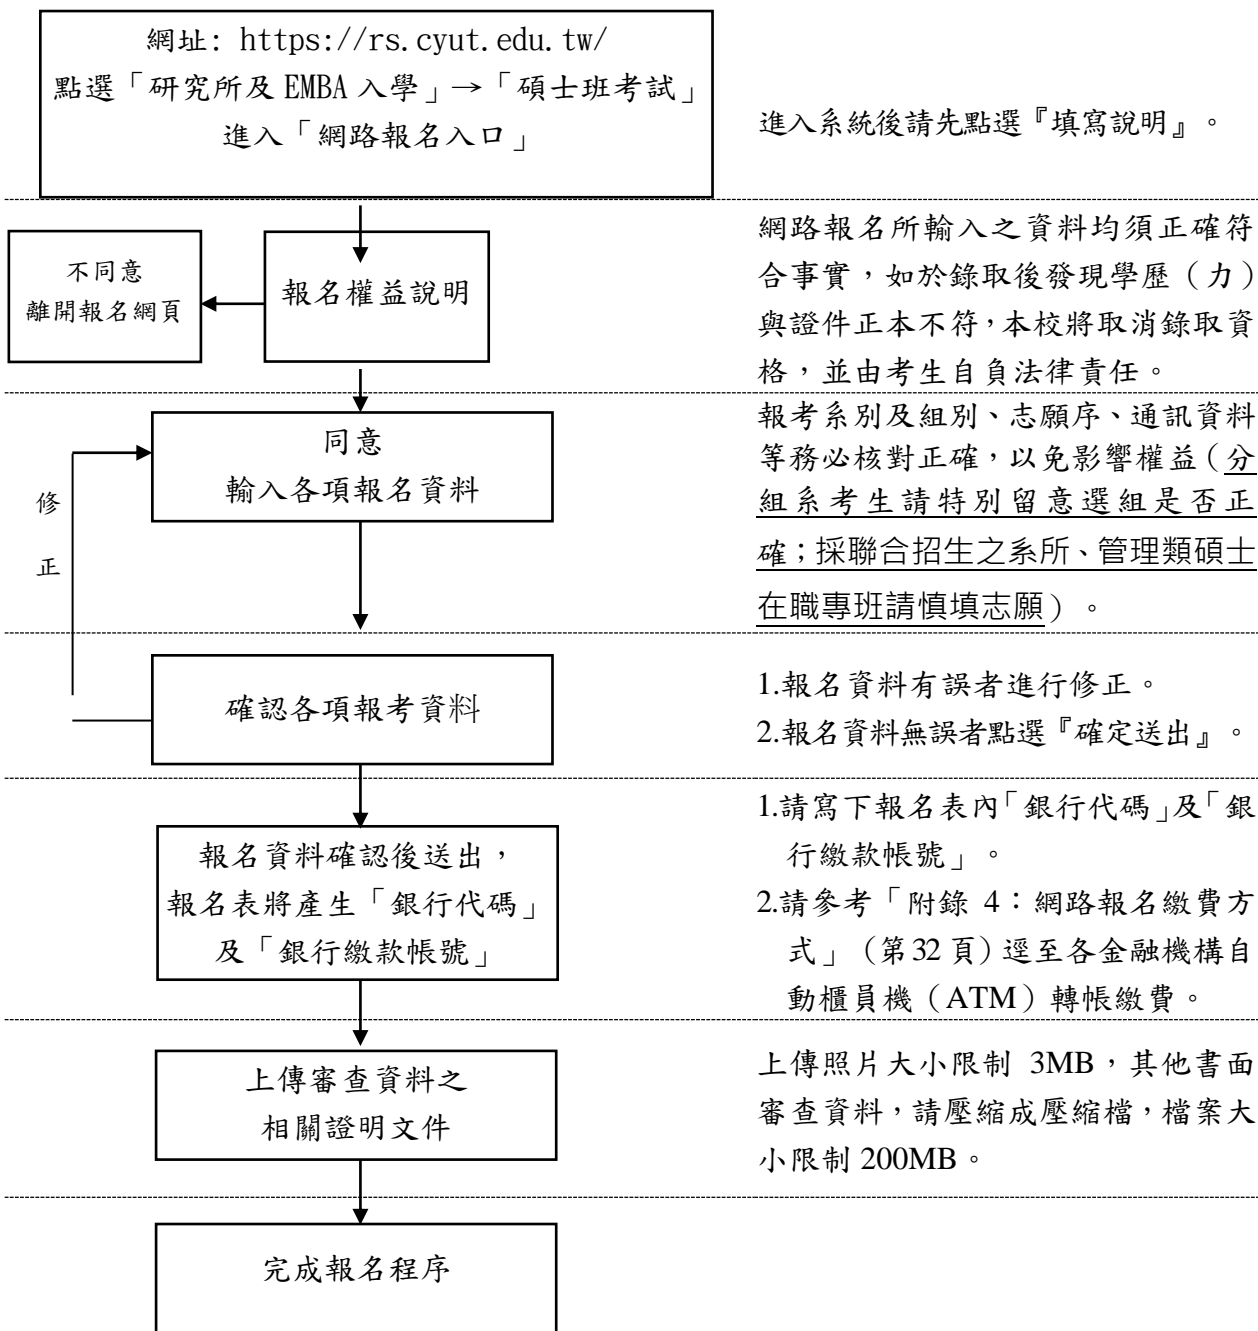 網址: https://rs.cyut.edu.tw/
點選「研究所及 EMBA 入學」→「碩士班考試」
進入「網路報名入口」
進入系統後請先點選『填寫說明』。
不同意
離開報名網頁
報名權益說明
網路報名所輸入之資料均須正確符
合事實，如於錄取後發現學歷（力）
與證件正本不符，本校將取消錄取資
格，並由考生自負法律責任。
修
正
同意
輸入各項報名資料
報考系別及組別、志願序、通訊資料
等務必核對正確，以免影響權益（分
組系考生請特別留意選組是否正
確；採聯合招生之系所、管理類碩士
在職專班請慎填志願）。
確認各項報考資料
1.報名資料有誤者進行修正。
2.報名資料無誤者點選『確定送出』。
報名資料確認後送出，
報名表將產生「銀行代碼」
及「銀行繳款帳號」
1.請寫下報名表內「銀行代碼」及「銀
行繳款帳號」。
2.請參考「附錄 4：網路報名繳費方
式」（第 32 頁）逕至各金融機構自
動櫃員機（ATM）轉帳繳費。
上傳審查資料之
相關證明文件
上傳照片大小限制 3MB，其他書面
審查資料，請壓縮成壓縮檔，檔案大
小限制 200MB。
完成報名程序